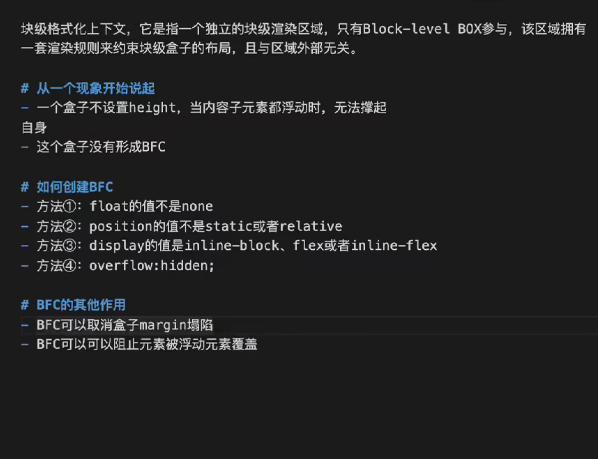 块级格式化上下文，它是指一个独立的块级渲染区域，只有Block-level BOX参与，该区域拥有
一套渲染规则来约束块级盒子的布局，且与区域外部无关。
# 从一个现象开始说起
- 一个盒子不设置height，当内容子元素都浮动时，无法撑起
自身
- 这个盒子没有形成BFC
# 如何创建BFC
- 方法①：float的值不是none
- 方法②：position的值不是static或者relative
- 方法③：display的值是inline-block、flex或者inline-flex
- 方法④：overflow:hidden;
# BFC的其他作用
- BFC可以取消盒子margin塌陷
- BFC可以可以阻止元素被浮动元素覆盖